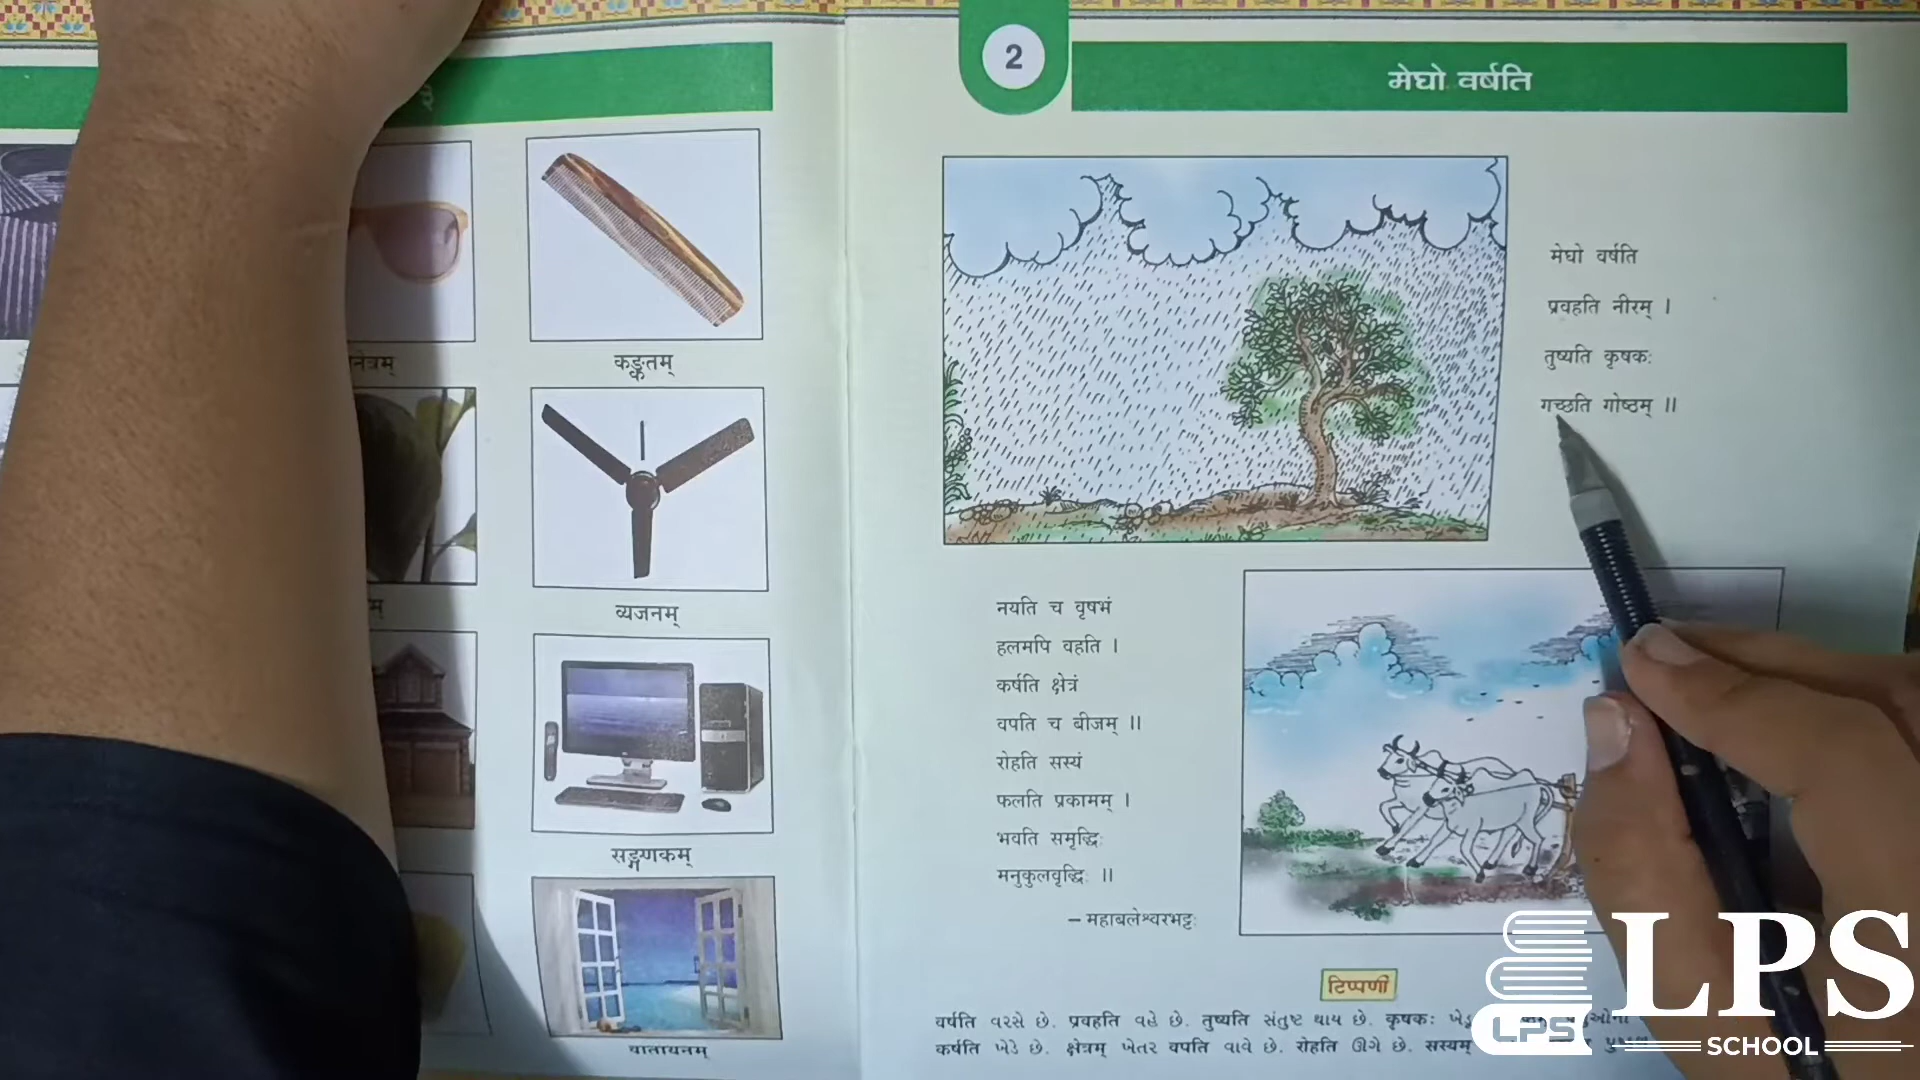 नेत्रम्
कङ्कतम्
म्
व्यजनम्
सङ्गणकम्
वातायनम्
2
मेघो वर्षति
मेघो वर्षति
प्रवहति नीरम् ।
तुष्यति कृषकः
गच्छति गोष्ठम् ॥
नयति च वृषभं
हलमपि वहति ।
कर्षति क्षेत्रं
वपति च बीजम् ॥
रोहति सस्यं
फलति प्रकामम् ।
भवति समृद्धिः
मनुकुलवृद्धिः ॥
– महाबलेश्वरभट्टः
टिप्पणी
वर्षति વરસે છે. प्रवहति વહે છે. तुष्यति સંતુષ્ટ થાય છે. कृषकः
कर्षति ખેડે છે. क्षेत्रम् ખેતર वपति વાવે છે. रोहति ઊગે છે. सस्यम्
LPS
LPS
SCHOOL